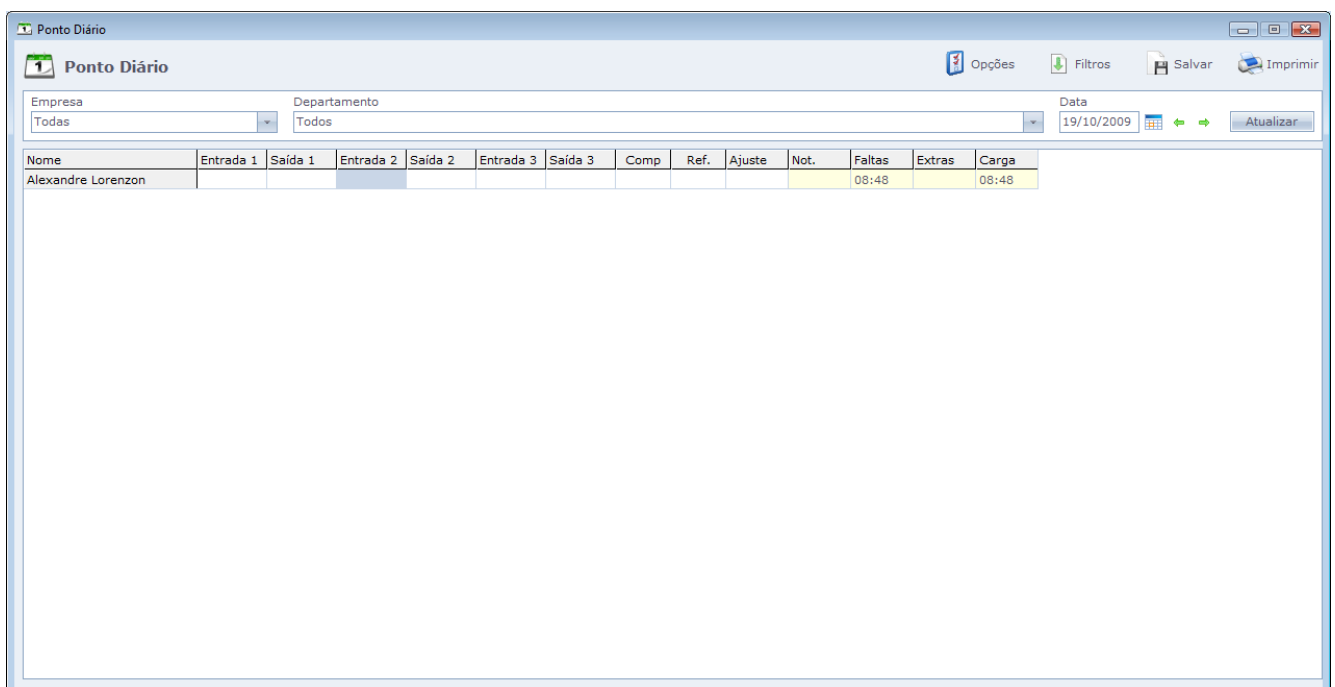 Ponto Diário
1 Ponto Diário Opções Filtros Salvar Imprimir
Empresa Departamento Data
Todas Todos 19/10/2009 Atualizar
Nome Entrada 1 Saída 1 Entrada 2 Saída 2 Entrada 3 Saída 3 Comp Ref. Ajuste Not. Faltas Extras Carga
Alexandre Lorenzon 08:48 08:48